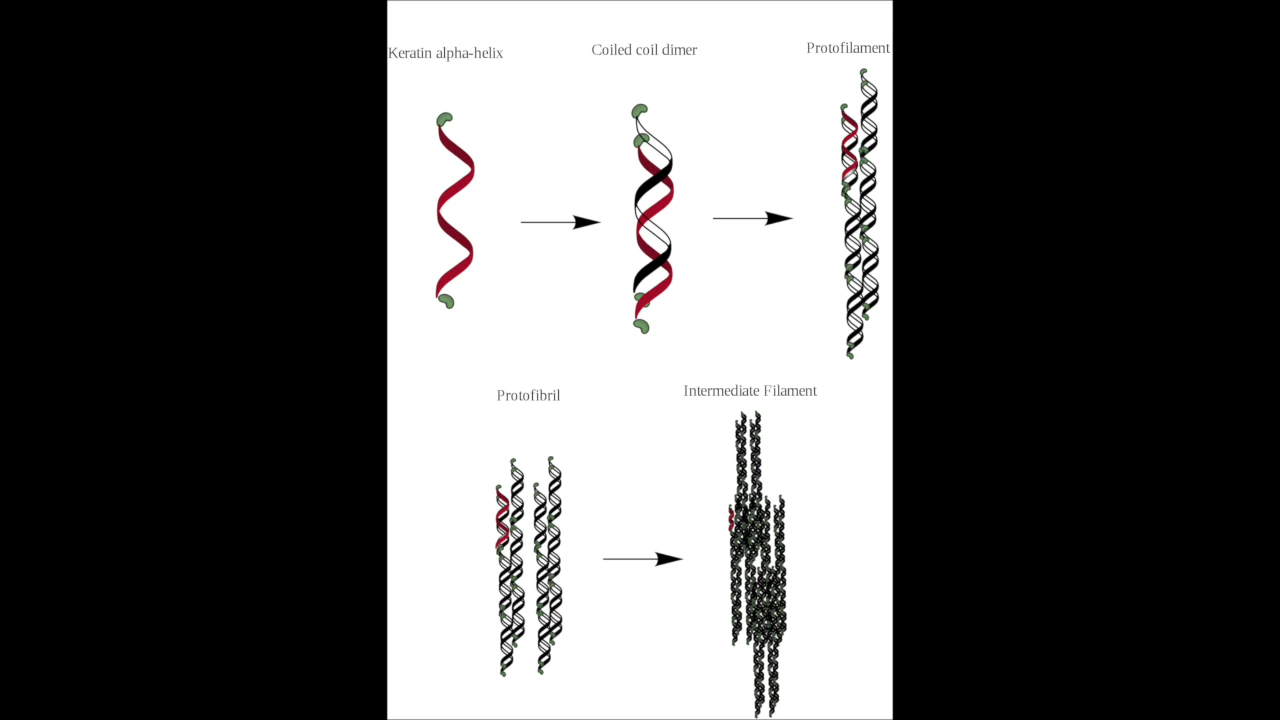 Keratin alpha-helix
Coiled coil dimer
Protofilament
Protofibril
Intermediate Filament